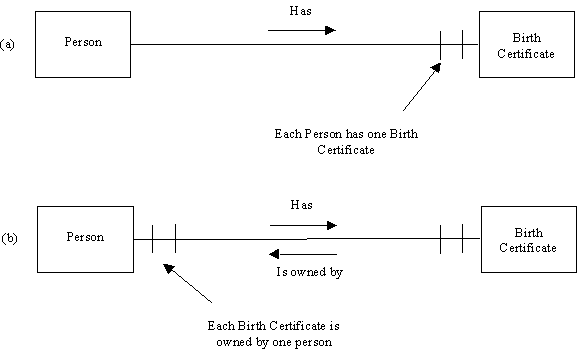 Has
(a)
Person
Birth
Certificate
Each Person has one Birth
Certificate
Has
(b)
Person
Birth
Certificate
Is owned by
Each Birth Certificate is
owned by one person